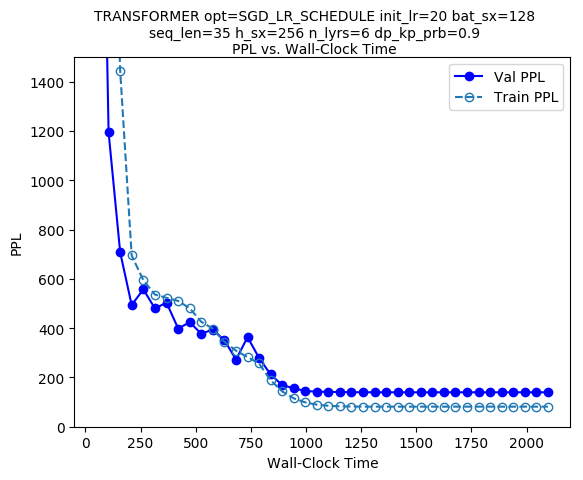 TRANSFORMER opt=SGD_LR_SCHEDULE init_lr=20 bat_sx=128
seq_len=35 h_sx=256 n_lyrs=6 dp_kp_prb=0.9
PPL vs. Wall-Clock Time
Val PPL
Train PPL
1400
1200
1000
800
600
400
200
0
PPL
0 250 500 750 1000 1250 1500 1750 2000
Wall-Clock Time